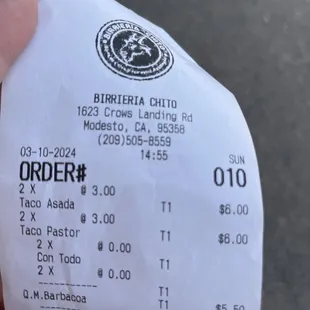 BIRRIERIA CHITO
1623 Crows Landing Rd
Modesto, CA, 95358
(209)505-8559
03-10-2024 14:55 SUN
ORDER# 010
2 X @ 3.00
Taco Asada T1 $6.00
2 X @ 3.00
Taco Pastor T1 $6.00
2 X @ 0.00
Con Todo T1
2 X @ 0.00
------------ T1
Q.M.Barbacoa T1 $5.50